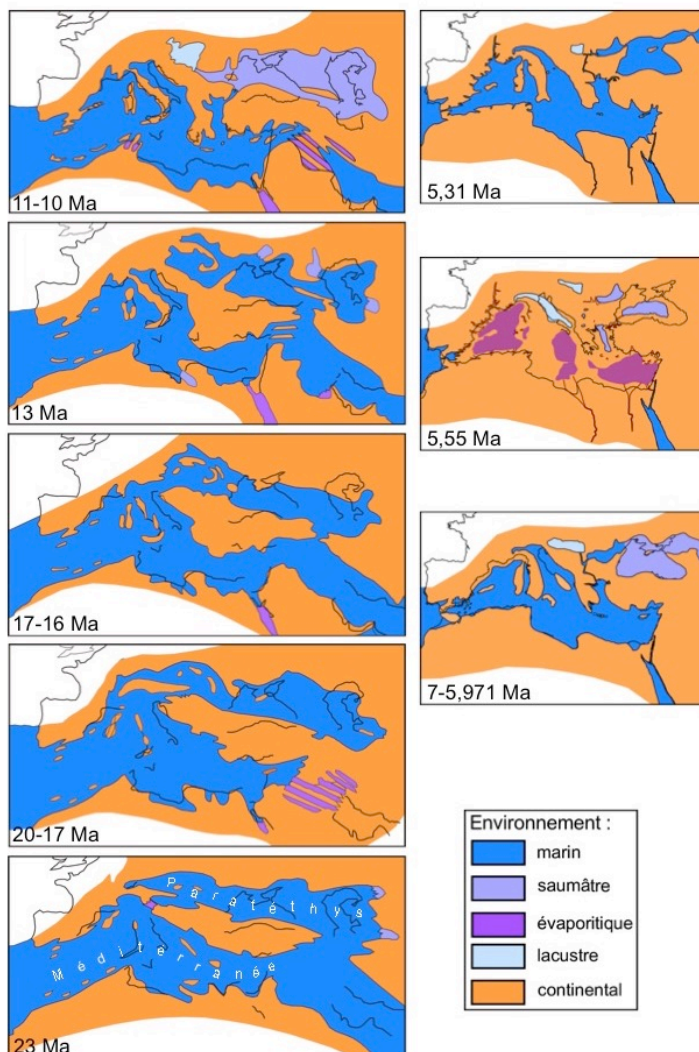 11-10 Ma
13 Ma
17-16 Ma
20-17 Ma
Paratéthys
Méditerranée
23 Ma
5,31 Ma
5,55 Ma
7-5,971 Ma
Environnement :
marin
saumâtre
évaporitique
lacustre
continental